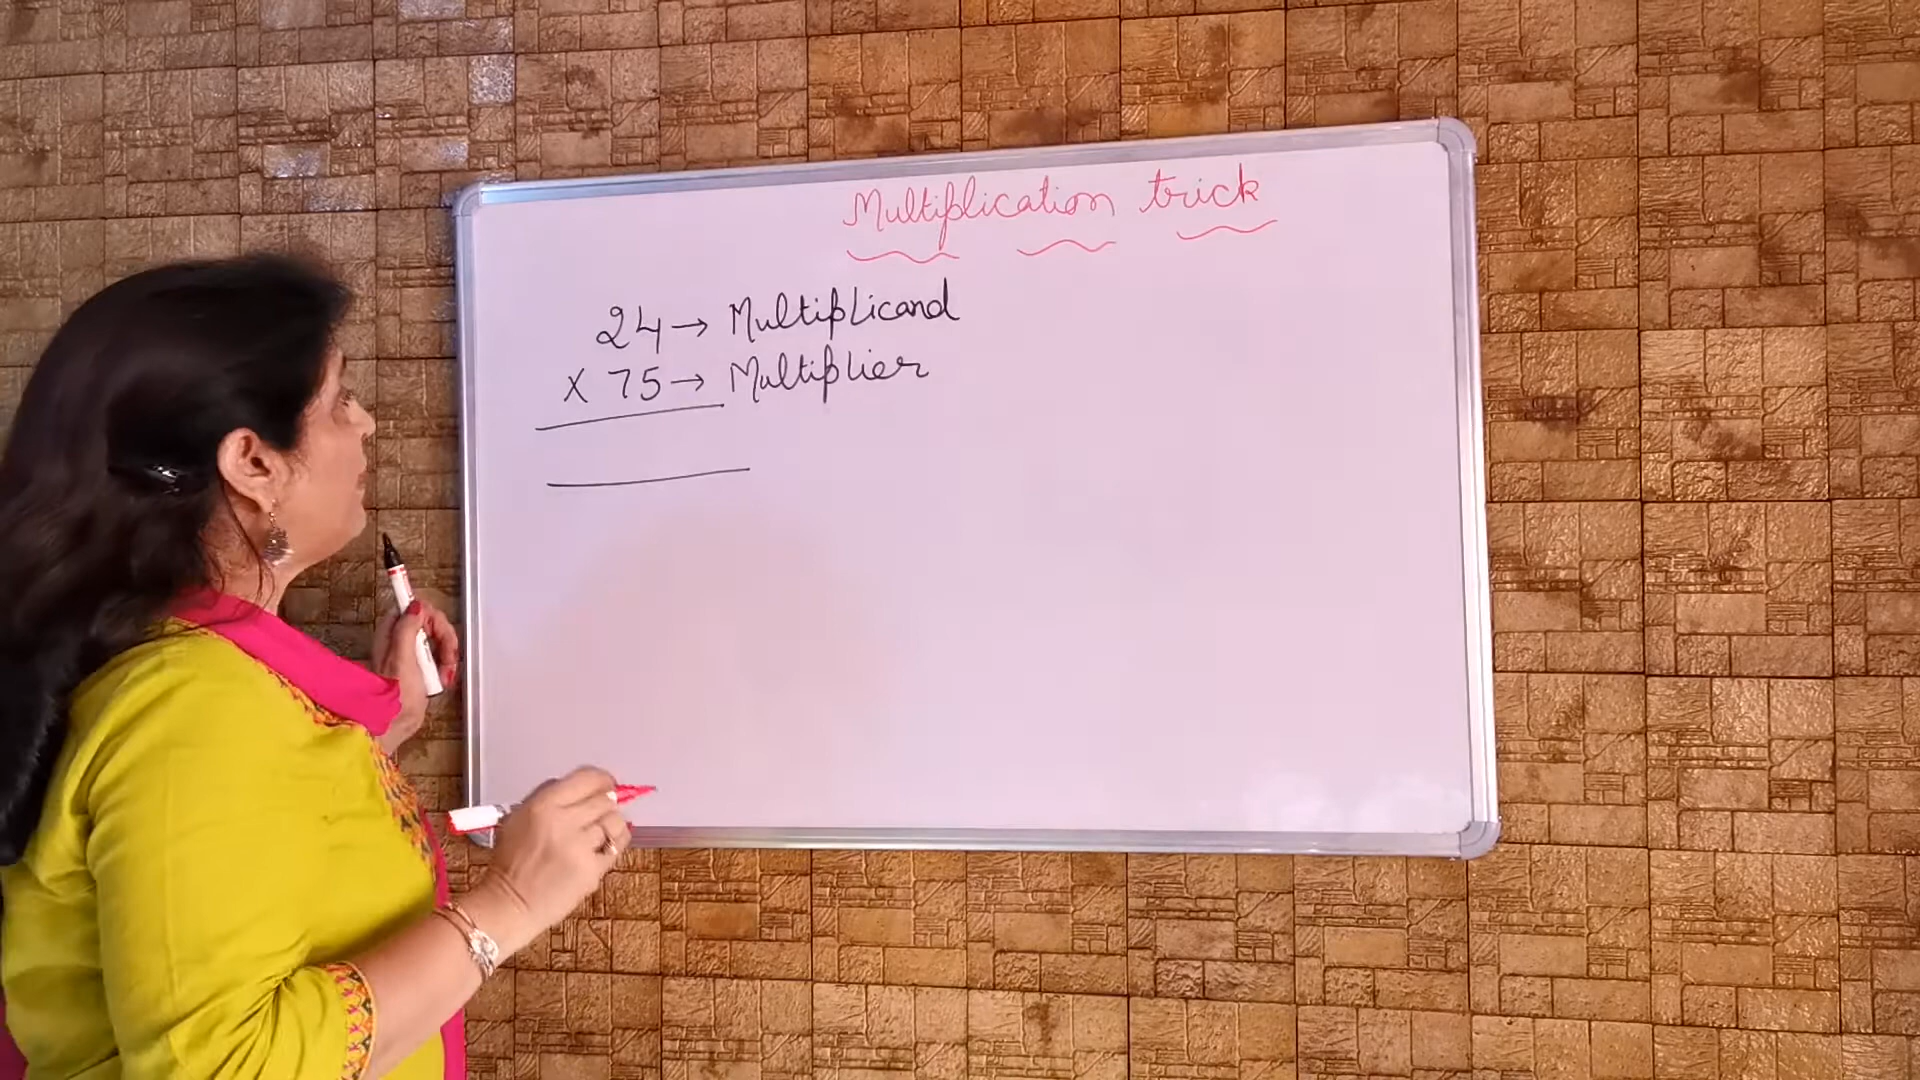 Multiplication trick
24 → Multiplicand
x 75 → Multiplier